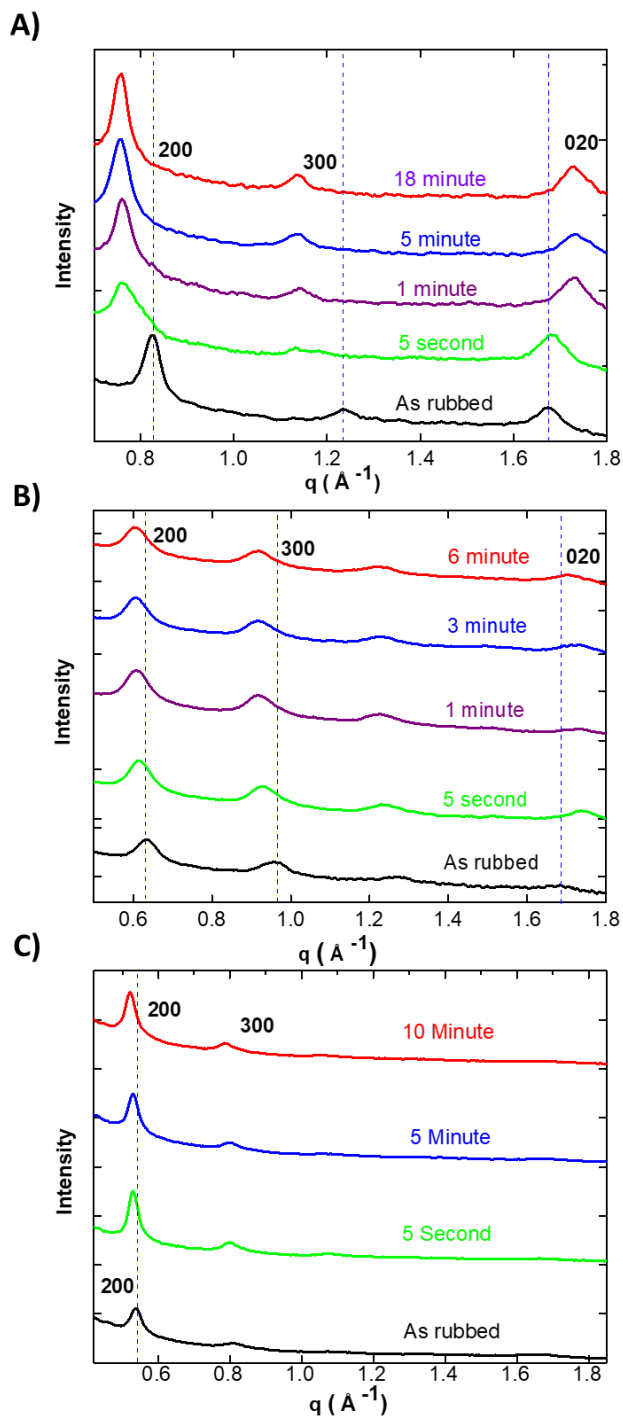 A)
200
300
020
18 minute
5 minute
1 minute
5 second
As rubbed
Intensity
0.8 1.0 1.2 1.4 1.6 1.8
q ( Å -1)
B)
200
300
020
6 minute
3 minute
1 minute
5 second
As rubbed
Intensity
0.6 0.8 1.0 1.2 1.4 1.6 1.8
q ( Å -1)
C)
200
300
10 Minute
5 Minute
5 Second
200
As rubbed
Intensity
0.6 0.8 1.0 1.2 1.4 1.6 1.8
q ( Å -1)